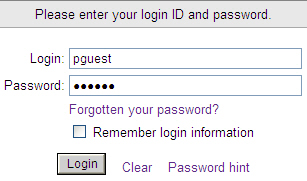 Please enter your login ID and password.
Login: pguest
Password: ••••••
Forgotten your password?
Remember login information
Login Clear Password hint